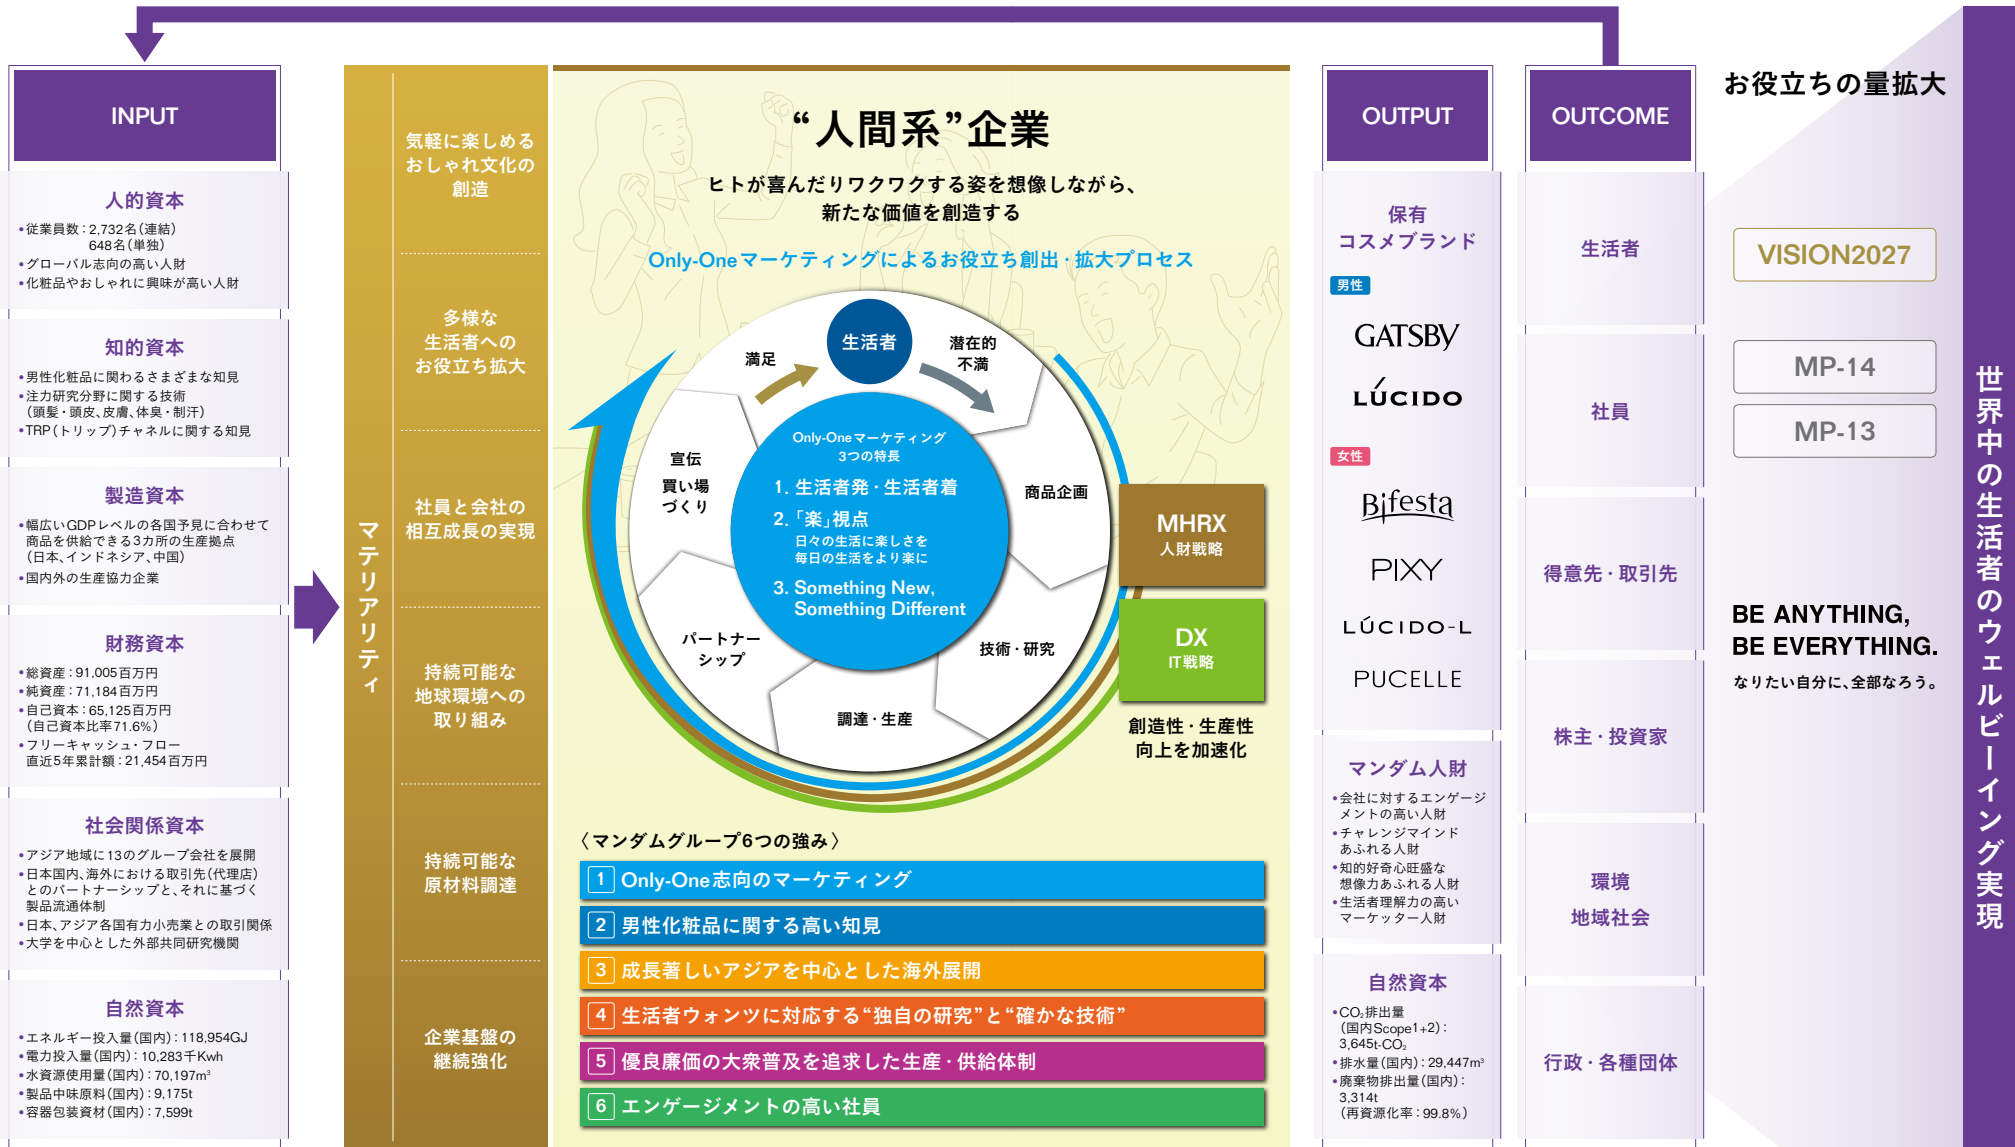 INPUT
人的資本
•従業員数：2,732名（連結）
648名（単独）
•グローバル志向の高い人財
•化粧品やおしゃれに興味が高い人財
知的資本
•男性化粧品に関わるさまざまな知見
•注力研究分野に関する技術
（頭髪・頭皮、皮膚、体臭・制汗）
•TRP（トリップ）チャネルに関する知見
製造資本
•幅広いGDPレベルの各国予見に合わせて
商品を供給できる3カ所の生産拠点
（日本、インドネシア、中国）
•国内外の生産協力企業
財務資本
•総資産：91,005百万円
•純資産：71,184百万円
•自己資本：65,125百万円
（自己資本比率71.6%）
•フリーキャッシュ・フロー
直近5年累計額：21,454百万円
社会関係資本
•アジア地域に13のグループ会社を展開
•日本国内、海外における取引先（代理店）
とのパートナーシップと、それに基づく
製品流通体制
•日本、アジア各国有力小売業との取引関係
•大学を中心とした外部共同研究機関
自然資本
•エネルギー投入量（国内）：118,954GJ
•電力投入量（国内）：10,283千Kwh
•水資源使用量（国内）：70,197m³
•製品中味原料（国内）：9,175t
•容器包装資材（国内）：7,599t
マテリアリティ
気軽に楽しめる
おしゃれ文化の
創造
多様な
生活者への
お役立ち拡大
社員と会社の
相互成長の実現
持続可能な
地球環境への
取り組み
持続可能な
原材料調達
企業基盤の
継続強化
“人間系”企業
ヒトが喜んだりワクワクする姿を想像しながら、
新たな価値を創造する
Only-Oneマーケティングによるお役立ち創出・拡大プロセス
生活者
潜在的
不満
商品企画
技術・研究
調達・生産
パートナー
シップ
宣伝
買い場
づくり
満足
Only-Oneマーケティング
3つの特長
1. 生活者発・生活者着
2.「楽」視点
日々の生活に楽しさを
毎日の生活をより楽に
3. Something New,
Something Different
MHRX
人財戦略
DX
IT戦略
創造性・生産性
向上を加速化
〈マンダムグループ6つの強み〉
1 Only-One志向のマーケティング
2 男性化粧品に関する高い知見
3 成長著しいアジアを中心とした海外展開
4 生活者ウォンツに対応する“独自の研究”と“確かな技術”
5 優良廉価の大衆普及を追求した生産・供給体制
6 エンゲージメントの高い社員
OUTPUT
保有
コスメブランド
男性
GATSBY
LÚCIDO
女性
Bifesta
PIXY
LÚCIDO-L
PUCELLE
マンダム人財
•会社に対するエンゲージ
メントの高い人財
•チャレンジマインド
あふれる人財
•知的好奇心旺盛な
想像力あふれる人財
•生活者理解力の高い
マーケッター人財
自然資本
•CO₂排出量
（国内Scope1+2）：
3,645t-CO₂
•排水量（国内）：29,447m³
•廃棄物排出量（国内）：
3,314t
（再資源化率：99.8%）
OUTCOME
生活者
社員
得意先・取引先
株主・投資家
環境
地域社会
行政・各種団体
お役立ちの量拡大
VISION2027
MP-14
MP-13
BE ANYTHING,
BE EVERYTHING.
なりたい自分に、全部なろう。
世界中の生活者のウェルビーイング実現